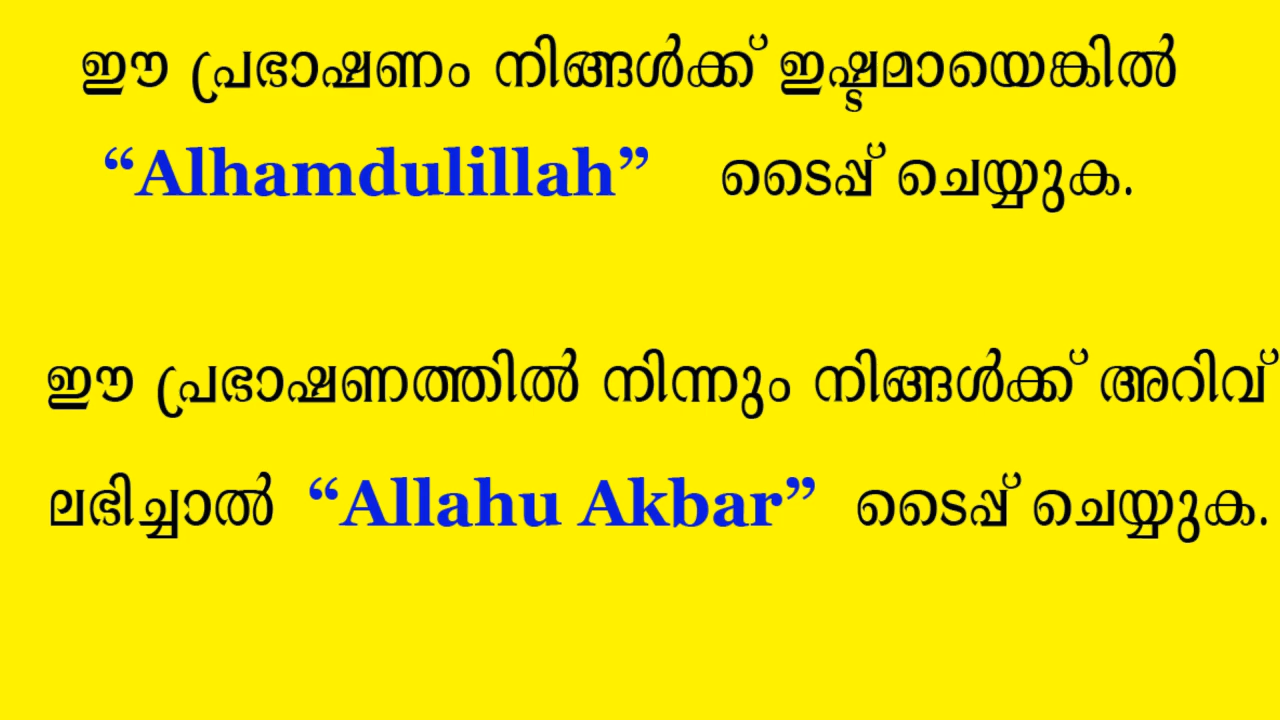 ഈ പ്രഭാഷണം നിങ്ങൾക്ക് ഇഷ്ടമായെങ്കിൽ
“Alhamdulillah” ടൈപ്പ് ചെയ്യുക.
ഈ പ്രഭാഷണത്തിൽ നിന്നും നിങ്ങൾക്ക് അറിവ്
ലഭിച്ചാൽ “Allahu Akbar” ടൈപ്പ് ചെയ്യുക.